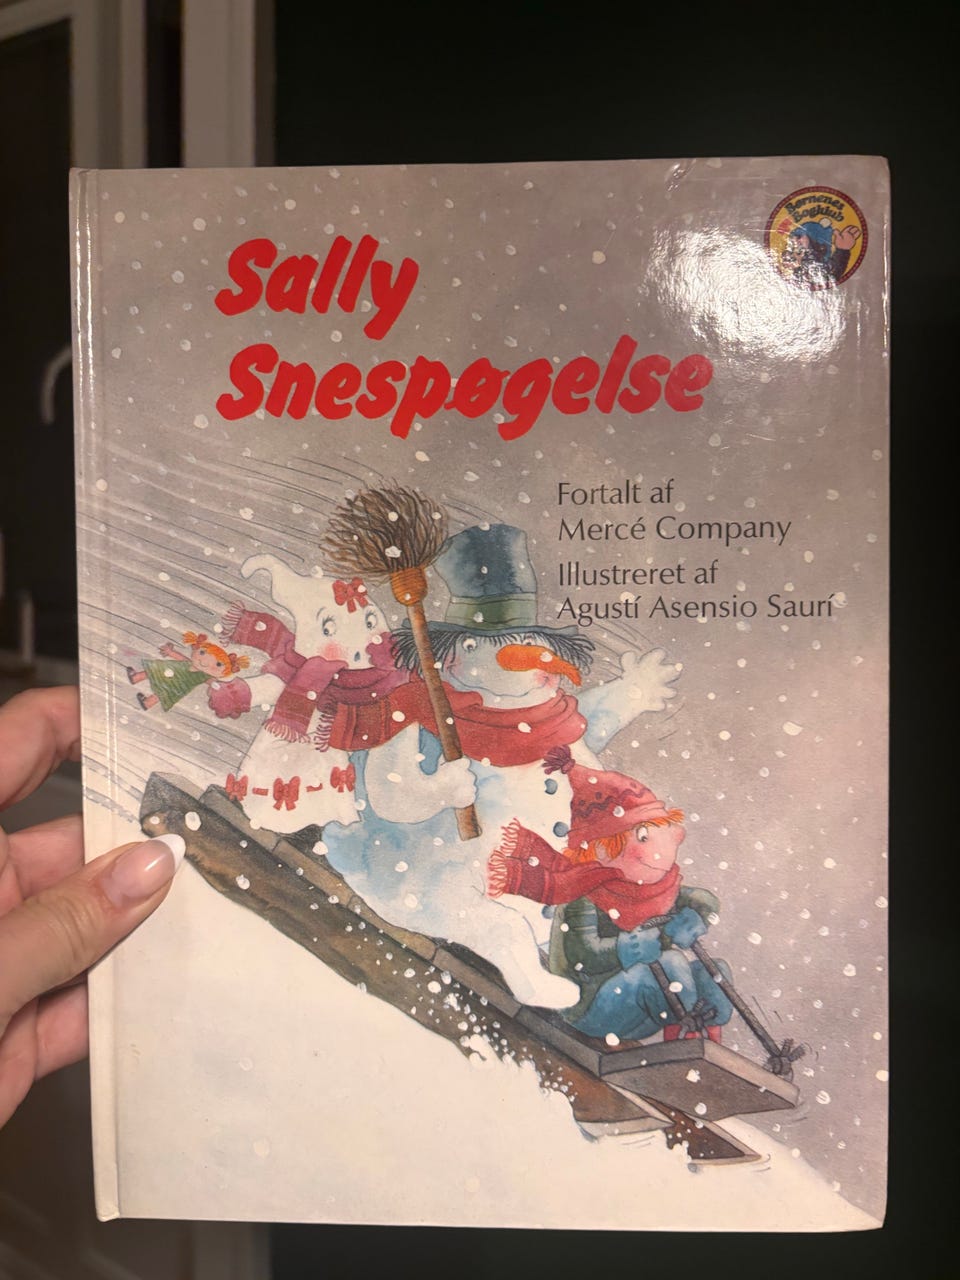 Børnenes
Bogklub
Sally
Snespøgelse
Fortalt af
Mercé Company
Illustreret af
Agustí Asensio Saurí